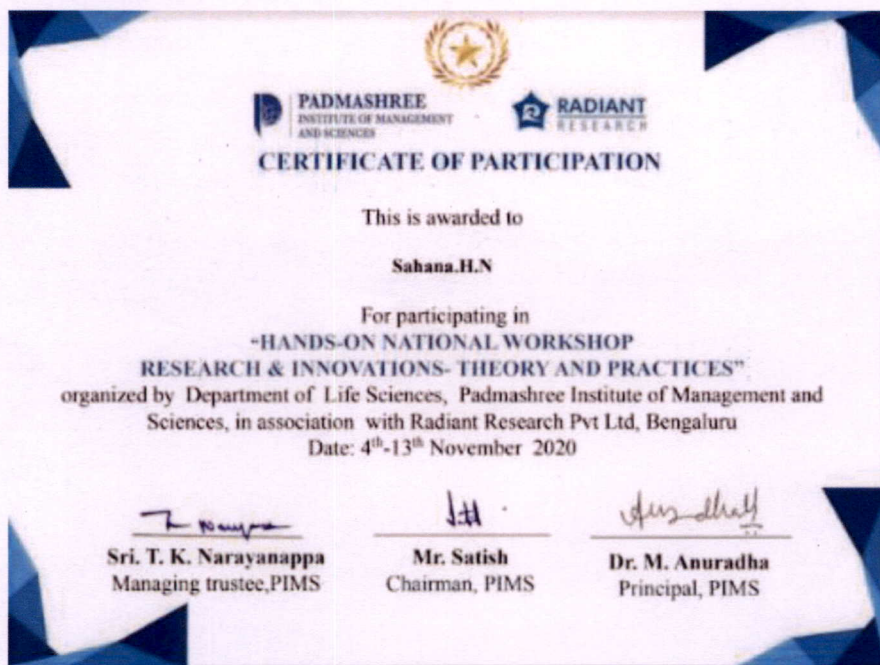 PADMASHREE
INSTITUTE OF MANAGEMENT
AND SCIENCES
RADIANT
RESEARCH
CERTIFICATE OF PARTICIPATION
This is awarded to
Sahana.H.N
For participating in
"HANDS-ON NATIONAL WORKSHOP
RESEARCH & INNOVATIONS- THEORY AND PRACTICES"
organized by Department of Life Sciences, Padmashree Institute of Management and
Sciences, in association with Radiant Research Pvt Ltd, Bengaluru
Date: 4th-13th November 2020
Sri. T. K. Narayanappa
Managing trustee,PIMS
Mr. Satish
Chairman, PIMS
Dr. M. Anuradha
Principal, PIMS